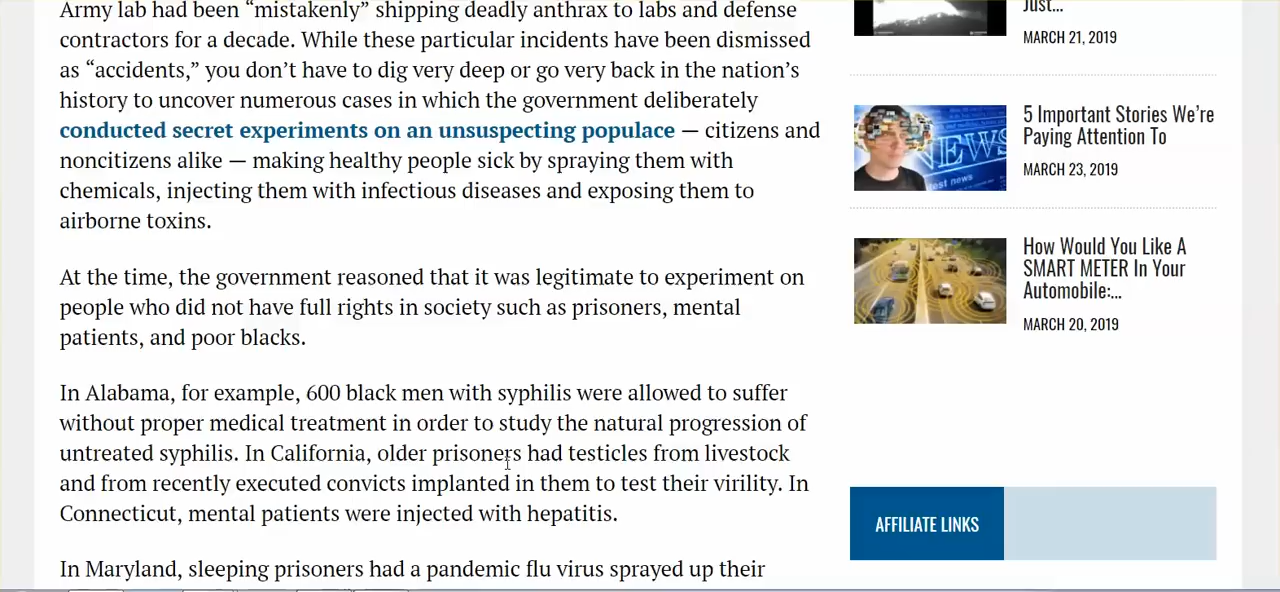 Army lab had been “mistakenly” shipping deadly anthrax to labs and defense
contractors for a decade. While these particular incidents have been dismissed
as “accidents,” you don’t have to dig very deep or go very back in the nation’s
history to uncover numerous cases in which the government deliberately
conducted secret experiments on an unsuspecting populace — citizens and
noncitizens alike — making healthy people sick by spraying them with
chemicals, injecting them with infectious diseases and exposing them to
airborne toxins.
At the time, the government reasoned that it was legitimate to experiment on
people who did not have full rights in society such as prisoners, mental
patients, and poor blacks.
In Alabama, for example, 600 black men with syphilis were allowed to suffer
without proper medical treatment in order to study the natural progression of
untreated syphilis. In California, older prisoners had testicles from livestock
and from recently executed convicts implanted in them to test their virility. In
Connecticut, mental patients were injected with hepatitis.
In Maryland, sleeping prisoners had a pandemic flu virus sprayed up their
Just...
MARCH 21, 2019
NEWS
test news
5 Important Stories We’re
Paying Attention To
MARCH 23, 2019
How Would You Like A
SMART METER In Your
Automobile:...
MARCH 20, 2019
AFFILIATE LINKS